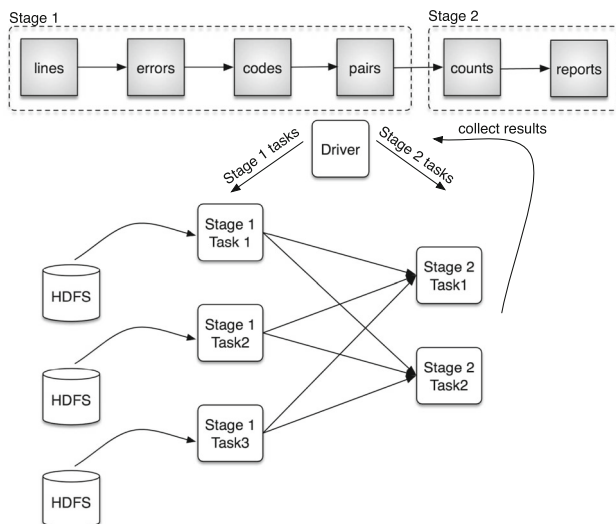 Stage 1
Stage 2
lines
errors
codes
pairs
counts
reports
Driver
collect results
Stage 1 tasks
Stage 2 tasks
Stage 1
Task 1
Stage 2
Task1
HDFS
Stage 1
Task2
Stage 2
Task2
HDFS
Stage 1
Task3
HDFS